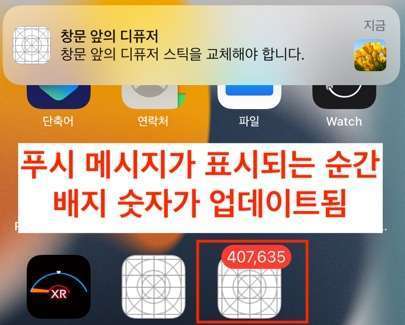 창문 앞의 디퓨저
지금
창문 앞의 디퓨저 스틱을 교체해야 합니다.
단축어
연락처
파일
Watch
푸시 메시지가 표시되는 순간
배지 숫자가 업데이트됨
XR
407,635